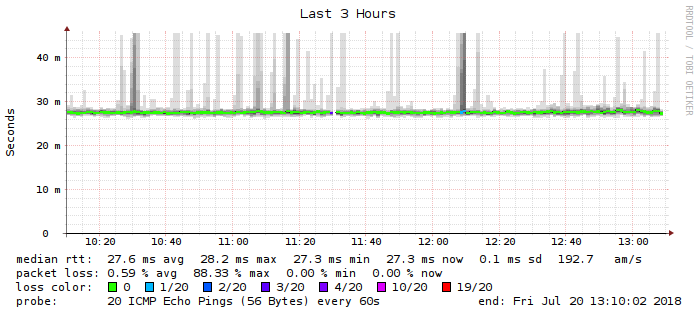 Last 3 Hours
RRDTOOL / TOBI OETIKER
Seconds
40 m
30 m
20 m
10 m
0
10:20 10:40 11:00 11:20 11:40 12:00 12:20 12:40 13:00
median rtt: 27.6 ms avg 28.2 ms max 27.3 ms min 27.3 ms now 0.1 ms sd 192.7 am/s
packet loss: 0.59 % avg 88.33 % max 0.00 % min 0.00 % now
loss color: 0 1/20 2/20 3/20 4/20 10/20 19/20
probe: 20 ICMP Echo Pings (56 Bytes) every 60s end: Fri Jul 20 13:10:02 2018